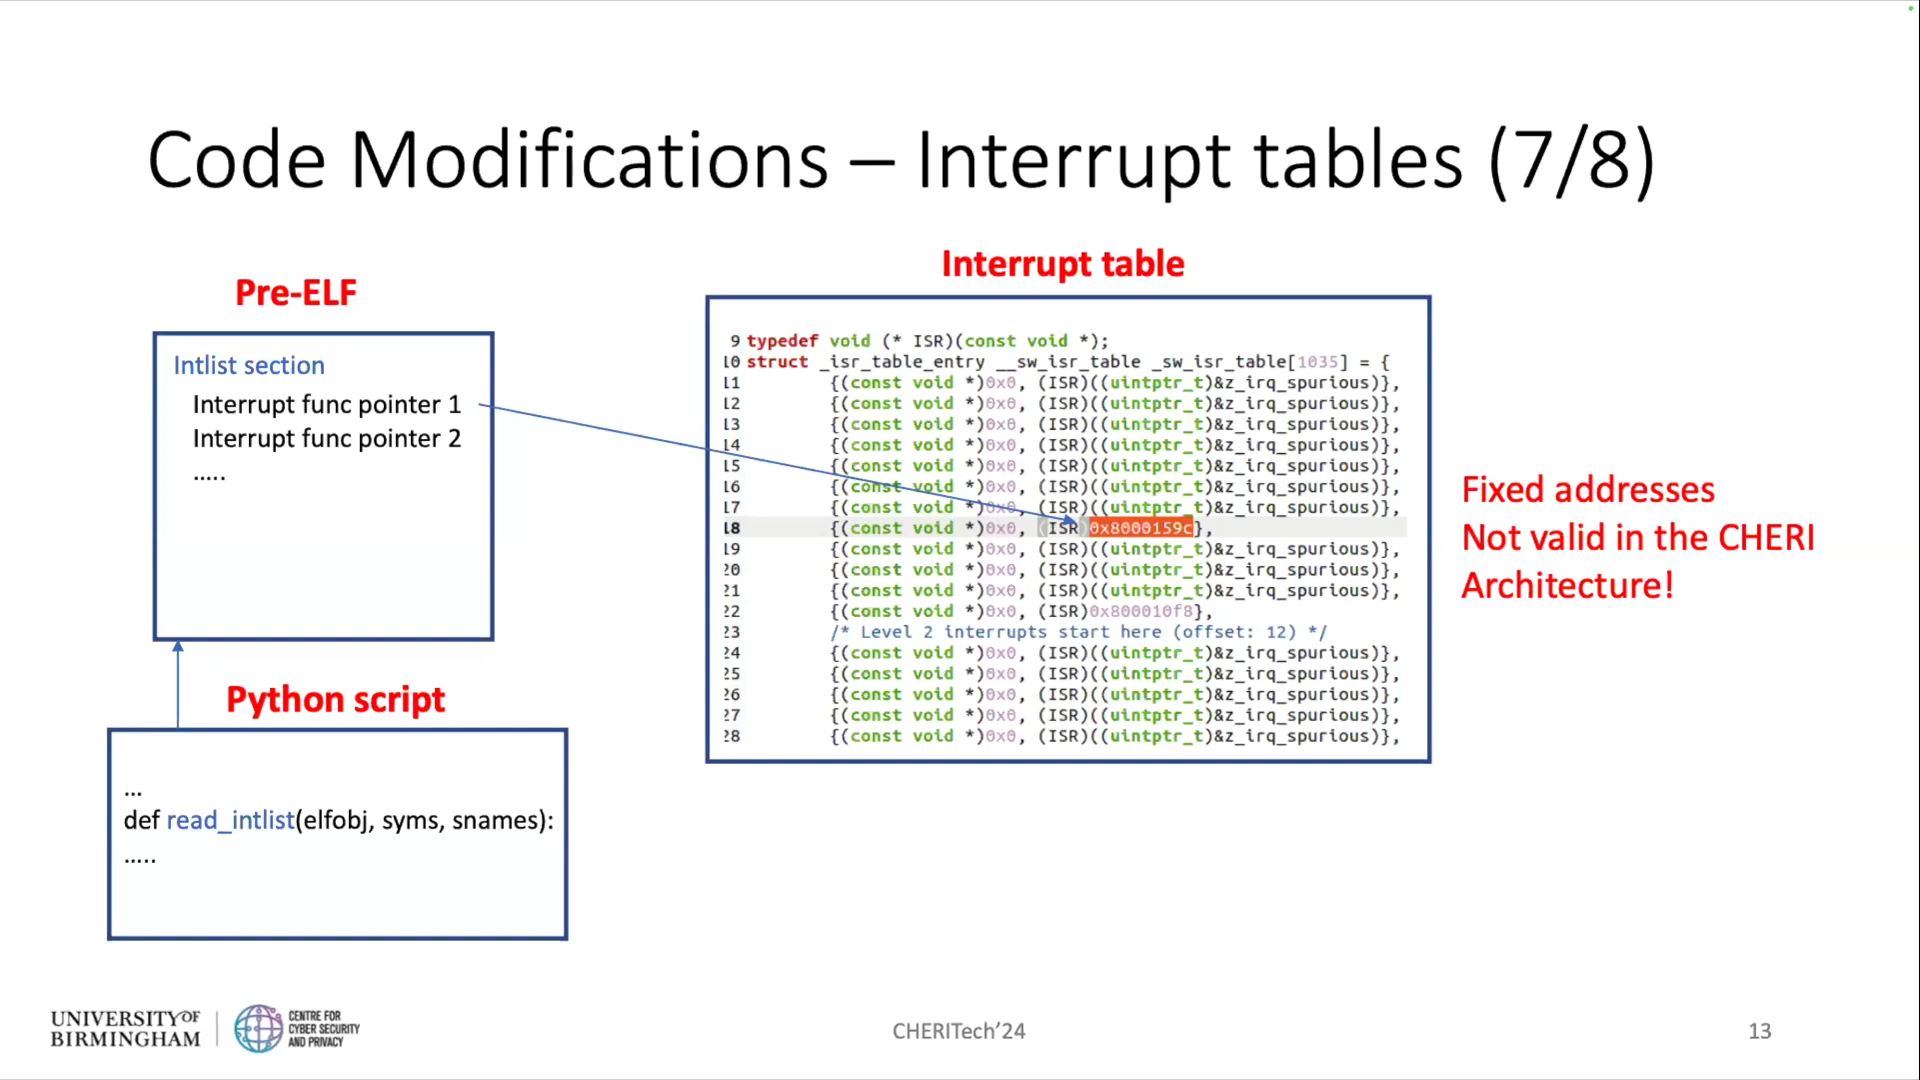 Code Modifications – Interrupt tables (7/8)
Pre-ELF
Intlist section
Interrupt func pointer 1
Interrupt func pointer 2
.....
Python script
...
def read_intlist(elfobj, syms, snames):
.....
Interrupt table
9 typedef void (* ISR)(const void *);
10 struct _isr_table_entry __sw_isr_table _sw_isr_table[1035] = {
11 {(const void *)0x0, (ISR)((uintptr_t)&z_irq_spurious)},
12 {(const void *)0x0, (ISR)((uintptr_t)&z_irq_spurious)},
13 {(const void *)0x0, (ISR)((uintptr_t)&z_irq_spurious)},
14 {(const void *)0x0, (ISR)((uintptr_t)&z_irq_spurious)},
15 {(const void *)0x0, (ISR)((uintptr_t)&z_irq_spurious)},
16 {(const void *)0x0, (ISR)((uintptr_t)&z_irq_spurious)},
17 {(const void *)0x0, (ISR)((uintptr_t)&z_irq_spurious)},
18 {(const void *)0x0, (ISR)0x8000159c},
19 {(const void *)0x0, (ISR)((uintptr_t)&z_irq_spurious)},
20 {(const void *)0x0, (ISR)((uintptr_t)&z_irq_spurious)},
21 {(const void *)0x0, (ISR)((uintptr_t)&z_irq_spurious)},
22 {(const void *)0x0, (ISR)0x800010f8},
23 /* Level 2 interrupts start here (offset: 12) */
24 {(const void *)0x0, (ISR)((uintptr_t)&z_irq_spurious)},
25 {(const void *)0x0, (ISR)((uintptr_t)&z_irq_spurious)},
26 {(const void *)0x0, (ISR)((uintptr_t)&z_irq_spurious)},
27 {(const void *)0x0, (ISR)((uintptr_t)&z_irq_spurious)},
28 {(const void *)0x0, (ISR)((uintptr_t)&z_irq_spurious)},
Fixed addresses
Not valid in the CHERI
Architecture!
UNIVERSITY OF
BIRMINGHAM
CENTRE FOR
CYBER SECURITY
AND PRIVACY
CHERITech’24
13